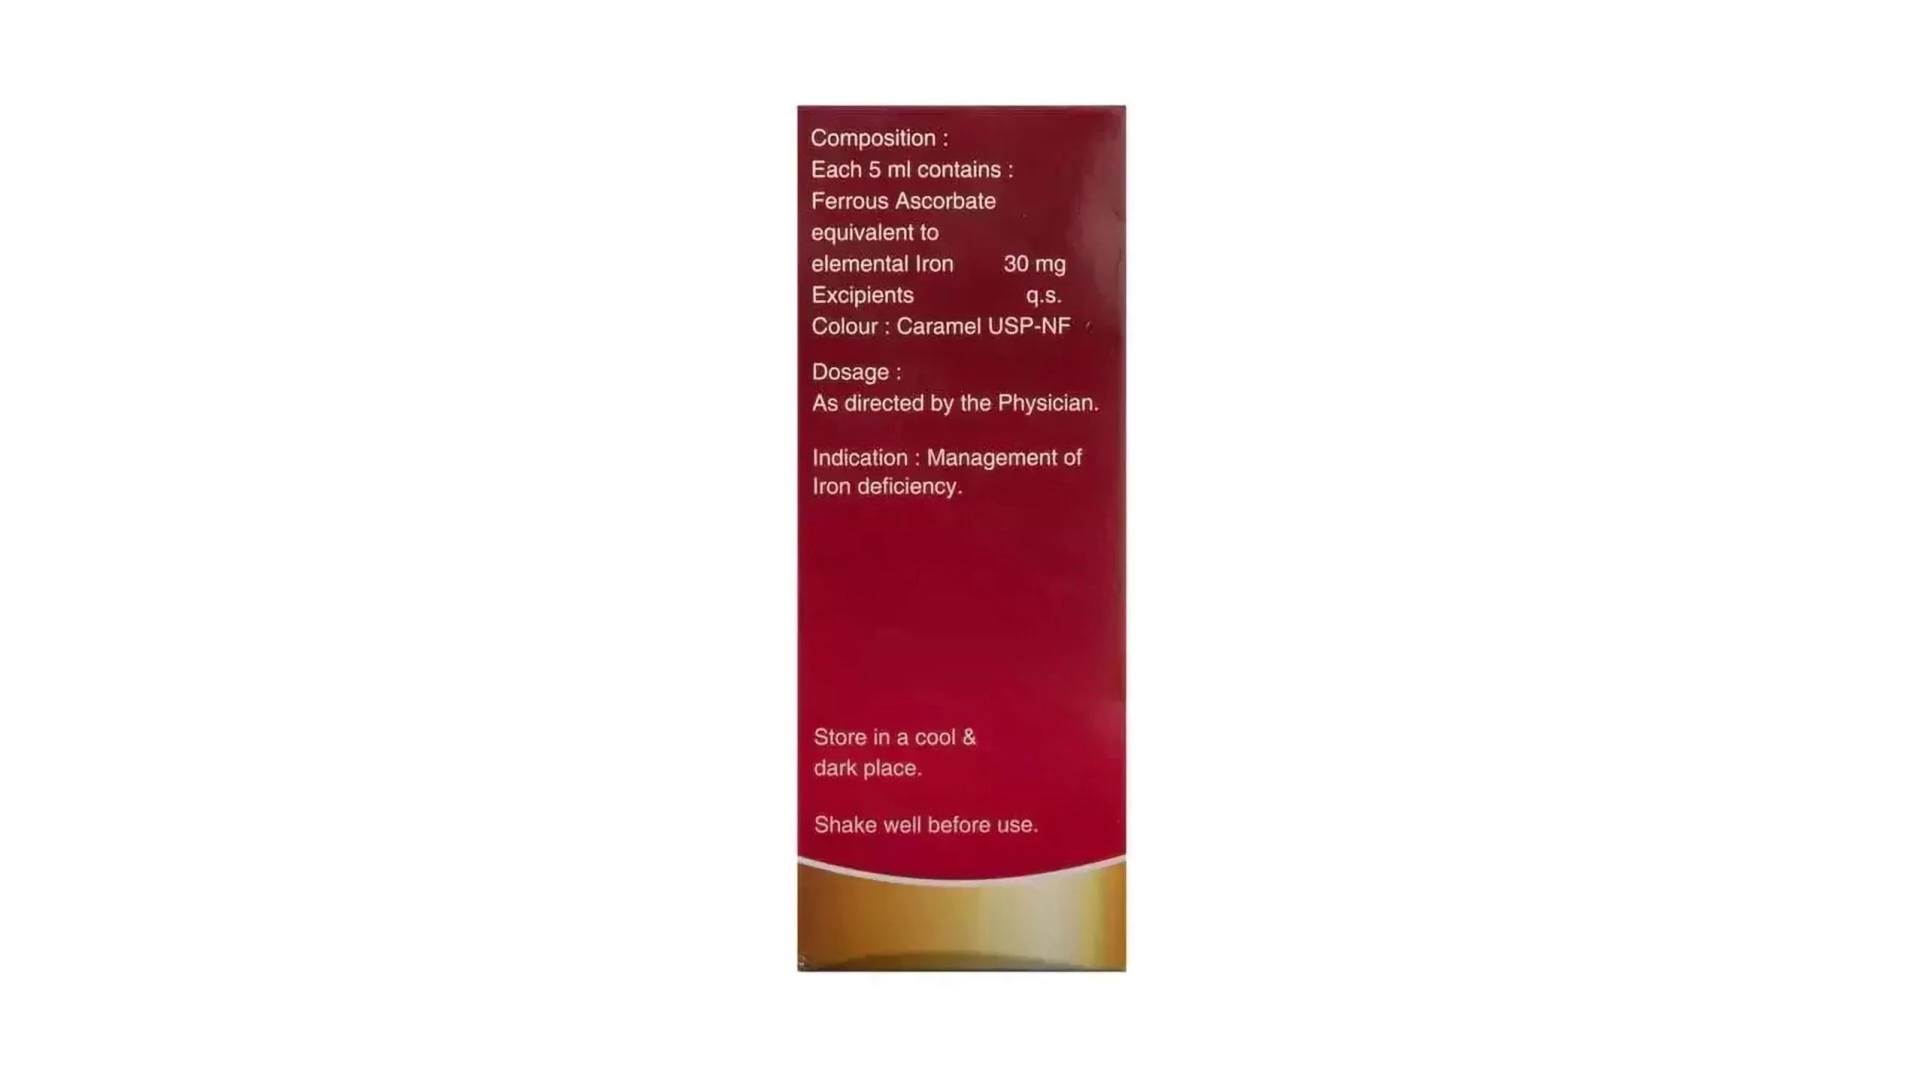 Composition :
Each 5 ml contains :
Ferrous Ascorbate
equivalent to
elemental Iron 30 mg
Excipients q.s.
Colour : Caramel USP-NF
Dosage :
As directed by the Physician.
Indication : Management of
Iron deficiency.
Store in a cool &
dark place.
Shake well before use.